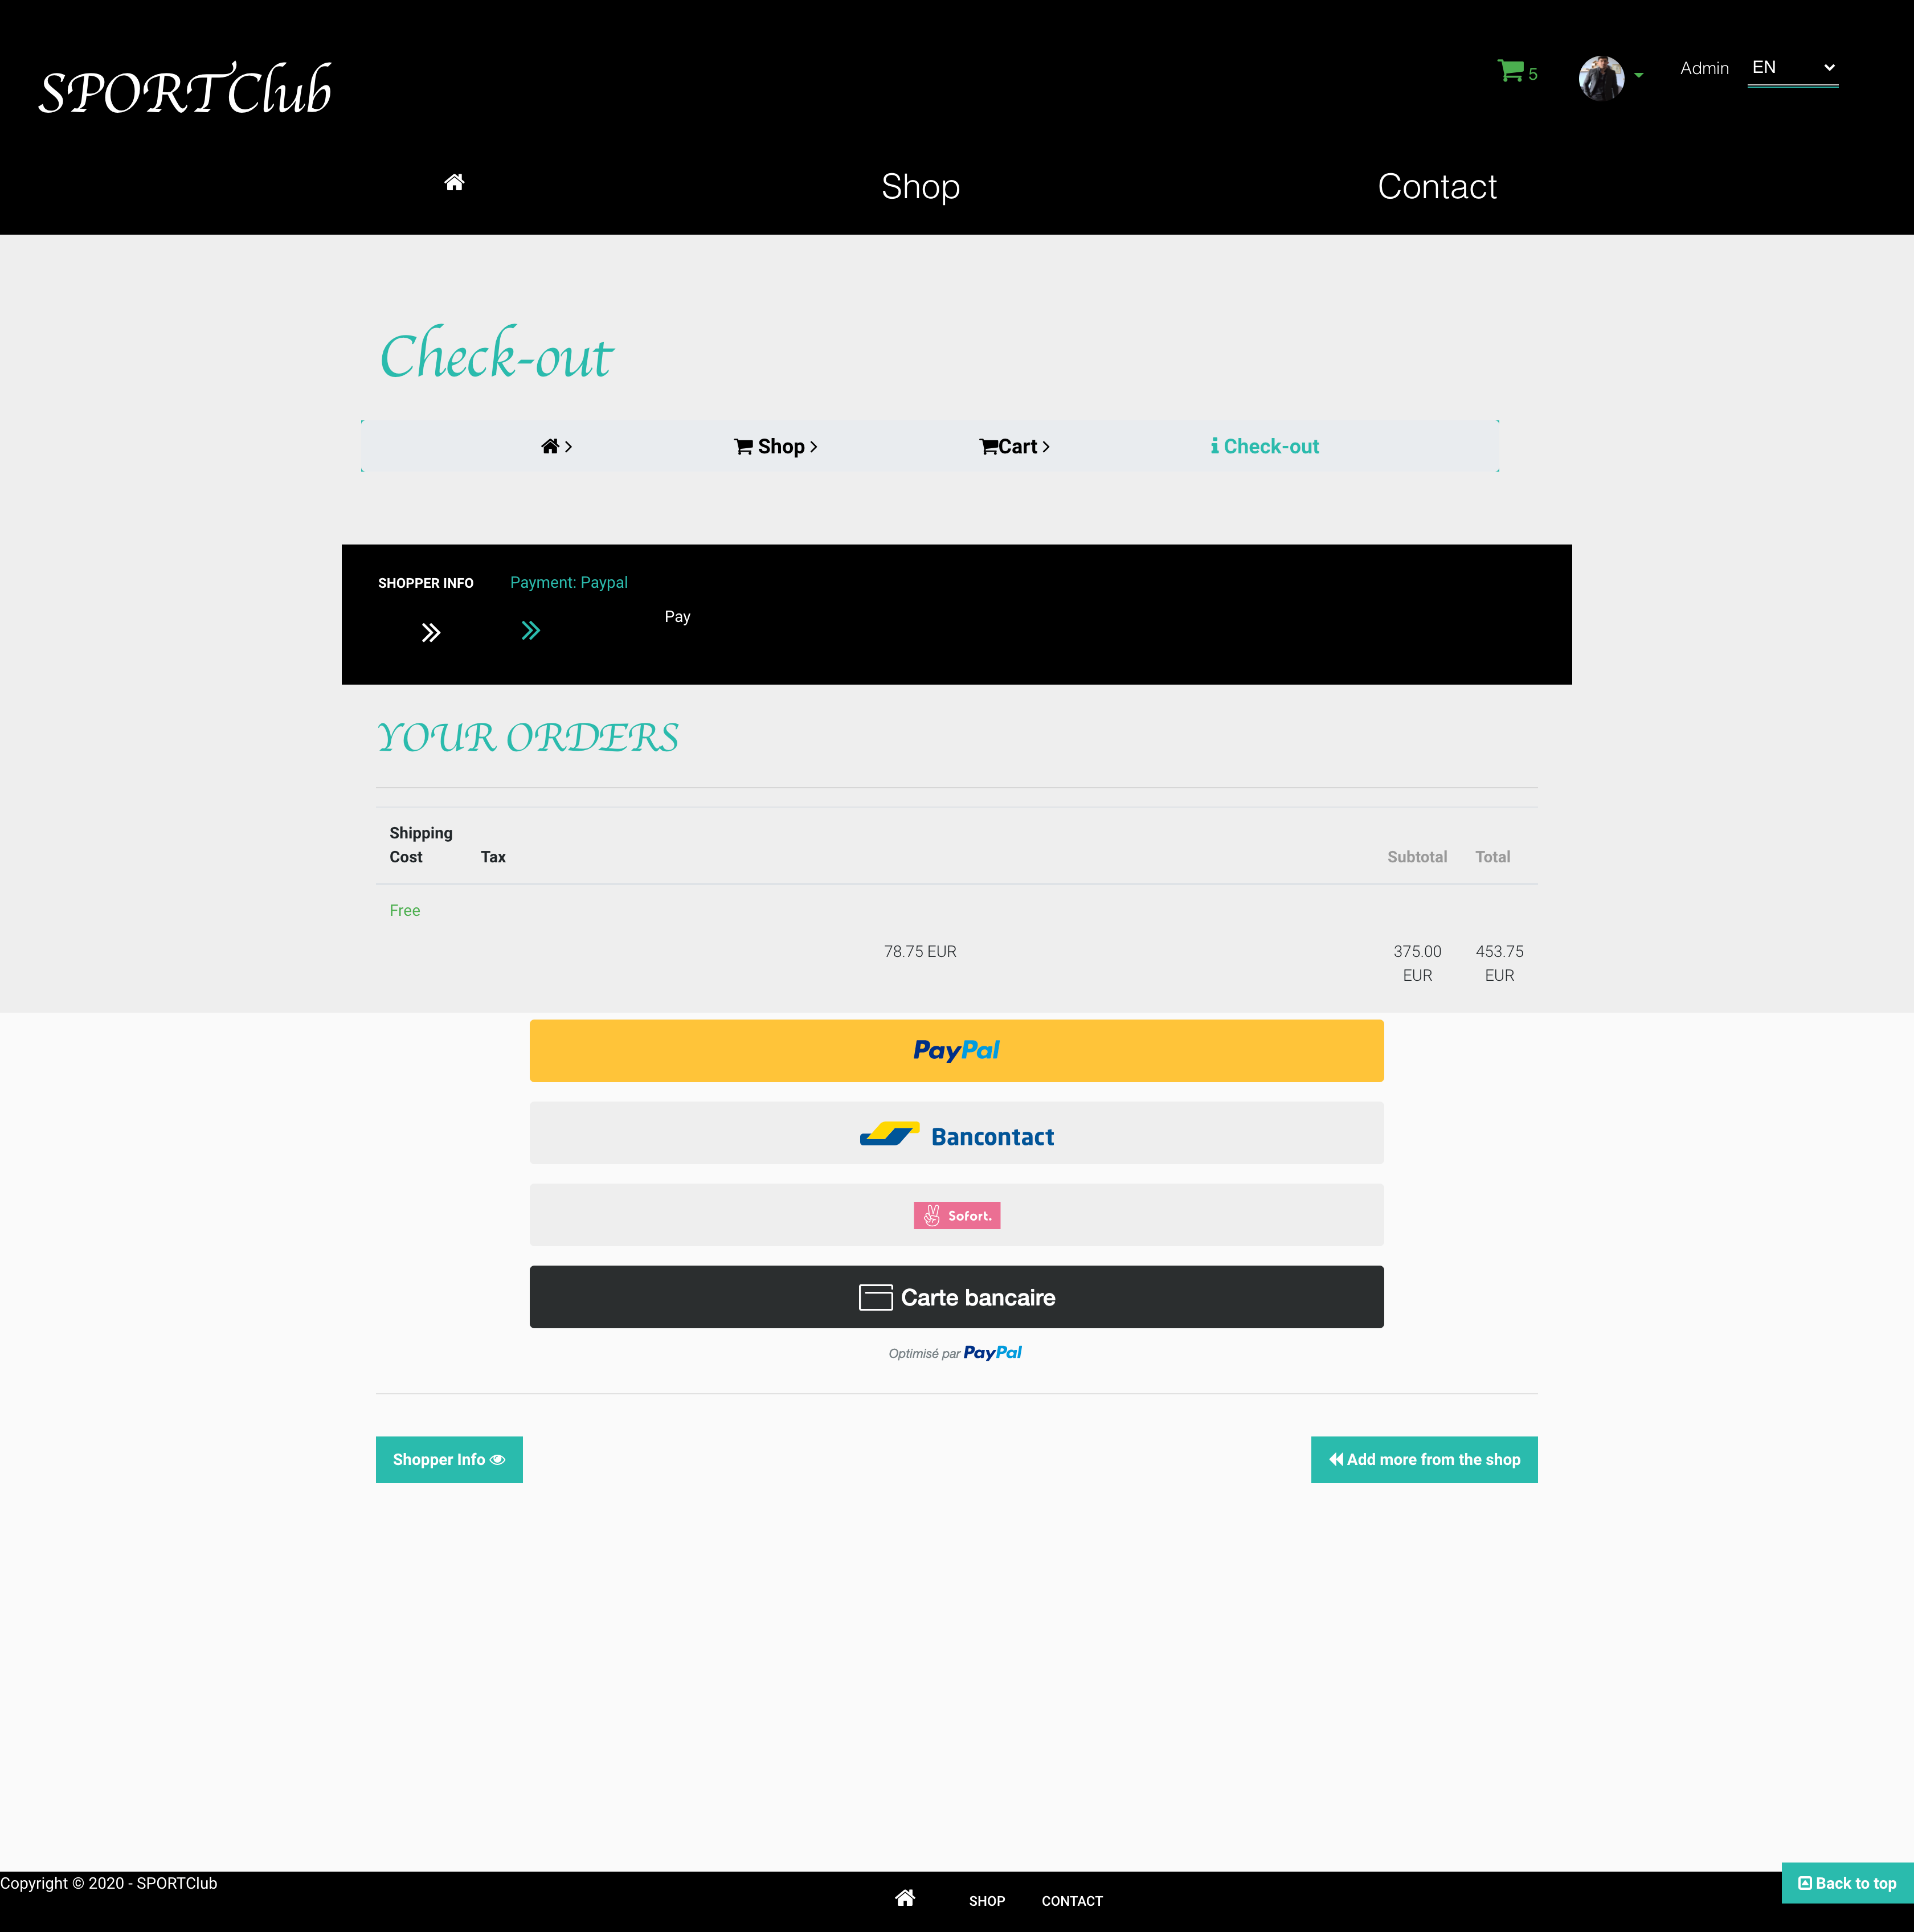 SPORTClub
5
Admin
EN
Shop
Contact
Check-out
Shop
Cart
Check-out
SHOPPER INFO
Payment: Paypal
Pay
YOUR ORDERS
Shipping
Cost
Tax
Subtotal
Total
Free
78.75 EUR
375.00
EUR
453.75
EUR
PayPal
Bancontact
Sofort.
Carte bancaire
Optimisé par PayPal
Shopper Info
Add more from the shop
Copyright © 2020 - SPORTClub
SHOP
CONTACT
Back to top